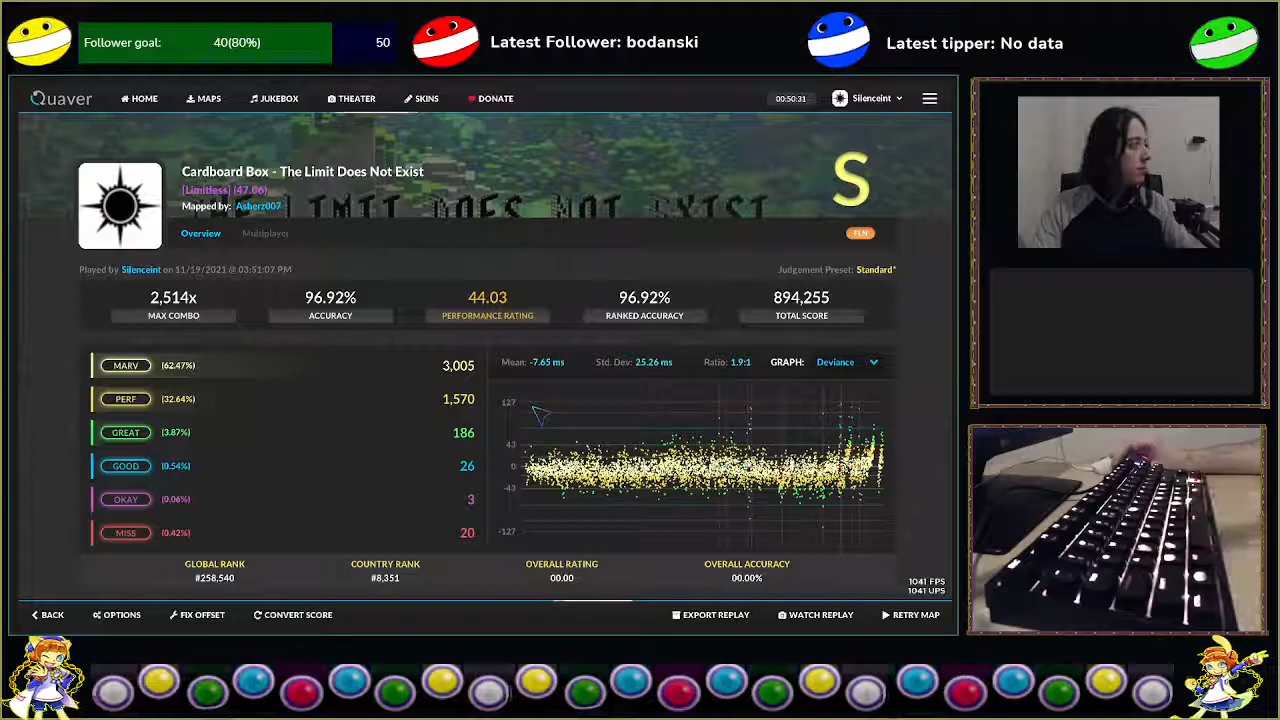 Follower goal: 40(80%) 50
Latest Follower: bodanski
Latest tipper: No data
Quaver HOME MAPS JUKEBOX THEATER SKINS DONATE 00:50:31 Silenceint
Cardboard Box - The Limit Does Not Exist
[Limitless] (47.06)
Mapped by: Asherz007
LIMIT DOES NOT EXIST
S
Overview Multiplayer FLN
Played by Silenceint on 11/19/2021 @ 03:51:07 PM Judgement Preset: Standard*
2,514x 96.92% 44.03 96.92% 894,255
MAX COMBO ACCURACY PERFORMANCE RATING RANKED ACCURACY TOTAL SCORE
MARV (62.47%) 3,005
PERF (32.64%) 1,570
GREAT (3.87%) 186
GOOD (0.54%) 26
OKAY (0.06%) 3
MISS (0.42%) 20
Mean: -7.65 ms Std. Dev: 25.26 ms Ratio: 1.9:1 GRAPH: Deviance
127
43
0
-43
-127
GLOBAL RANK COUNTRY RANK OVERALL RATING OVERALL ACCURACY
#258,540 #8,351 00.00 00.00%
1041 FPS
1041 UPS
BACK OPTIONS FIX OFFSET CONVERT SCORE EXPORT REPLAY WATCH REPLAY RETRY MAP